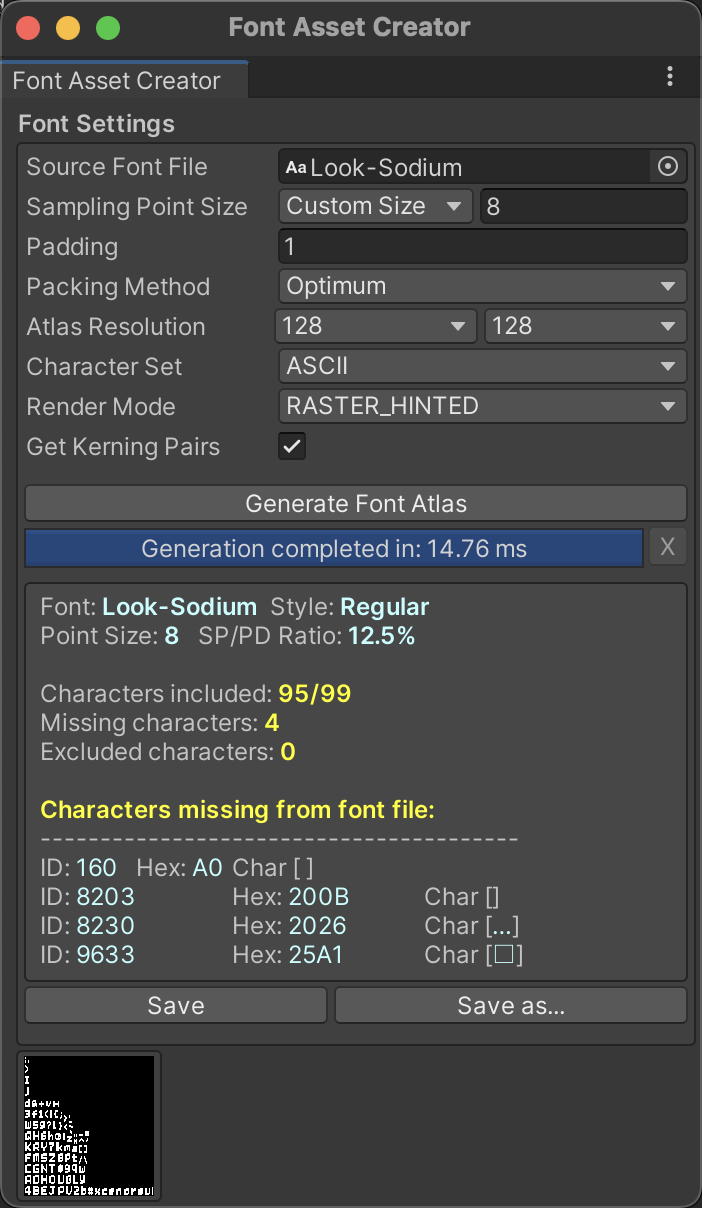 Font Asset Creator
Font Asset Creator
Font Settings
Source Font File Aa Look-Sodium
Sampling Point Size Custom Size 8
Padding 1
Packing Method Optimum
Atlas Resolution 128 128
Character Set ASCII
Render Mode RASTER_HINTED
Get Kerning Pairs
Generate Font Atlas
Generation completed in: 14.76 ms X
Font: Look-Sodium Style: Regular
Point Size: 8 SP/PD Ratio: 12.5%
Characters included: 95/99
Missing characters: 4
Excluded characters: 0
Characters missing from font file:
----------------------------------------
ID: 160 Hex: A0 Char [ ]
ID: 8203 Hex: 200B Char []
ID: 8230 Hex: 2026 Char […]
ID: 9633 Hex: 25A1 Char [□]
Save Save as...